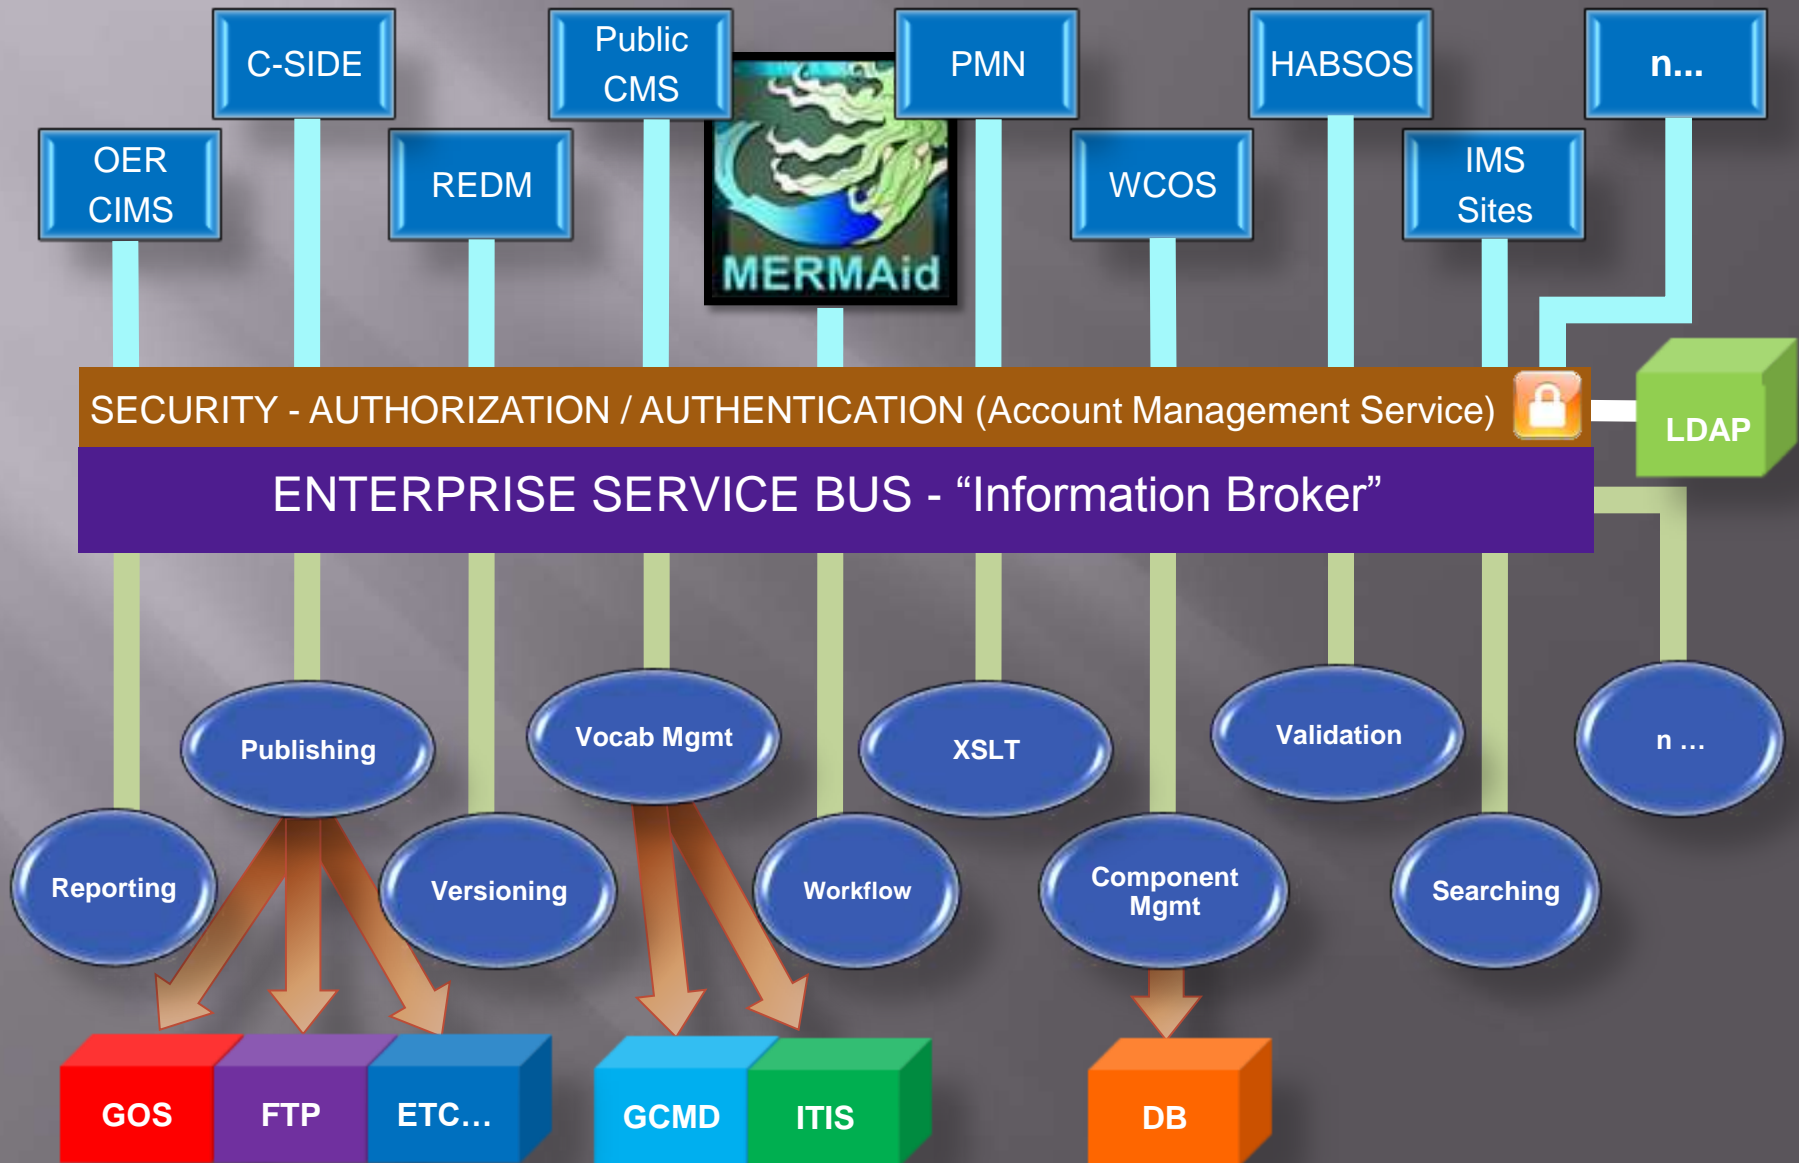 C-SIDE
Public
CMS
PMN
HABSOS
n...
OER
CIMS
REDM
MERMAid
WCOS
IMS
Sites
SECURITY - AUTHORIZATION / AUTHENTICATION (Account Management Service)
LDAP
ENTERPRISE SERVICE BUS - “Information Broker”
Publishing
Vocab Mgmt
XSLT
Validation
n …
Reporting
Versioning
Workflow
Component
Mgmt
Searching
GOS
FTP
ETC…
GCMD
ITIS
DB